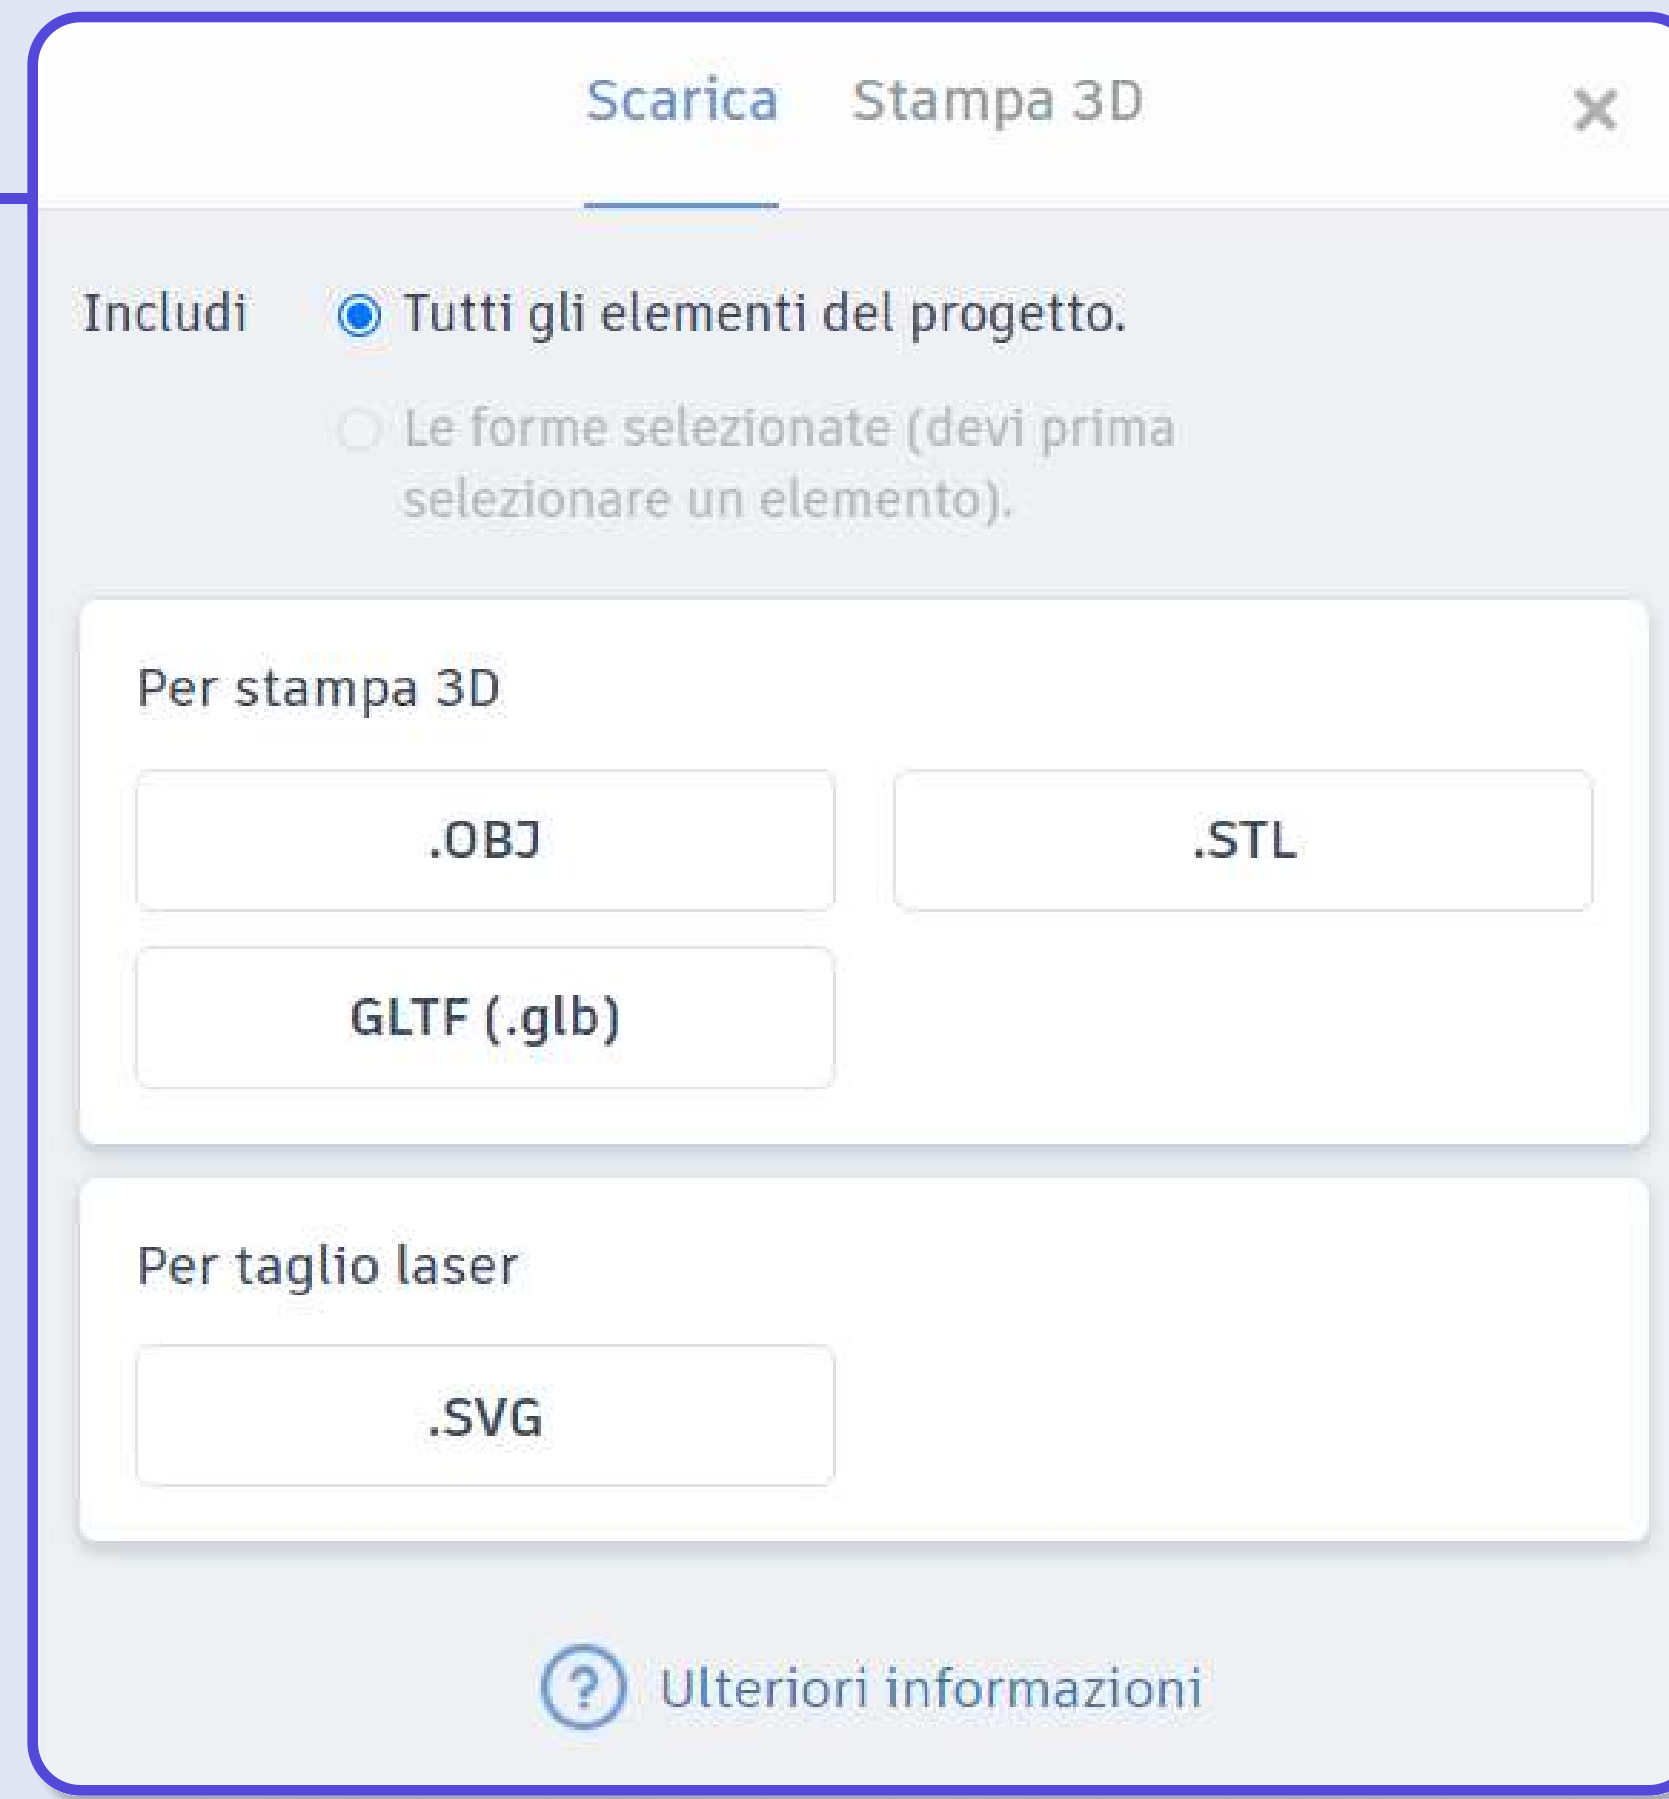 Scarica Stampa 3D
Includi Tutti gli elementi del progetto.
Le forme selezionate (devi prima
selezionare un elemento).
Per stampa 3D
.OBJ .STL
GLTF (.glb)
Per taglio laser
.SVG
? Ulteriori informazioni